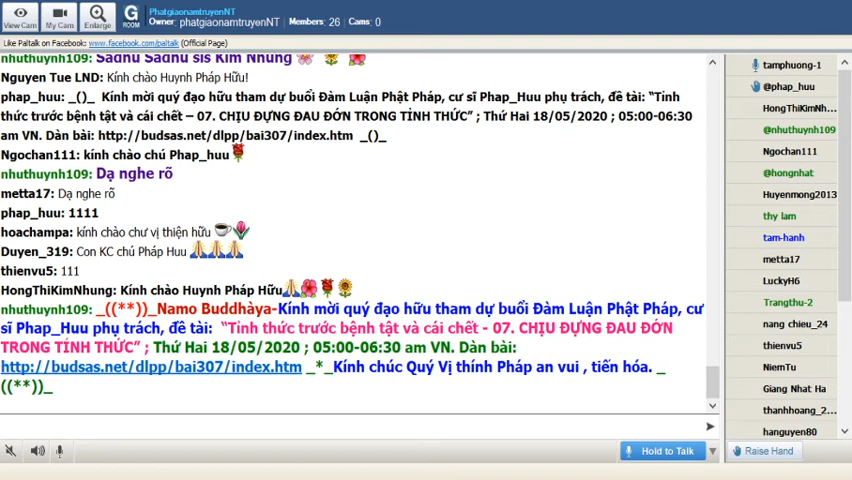 View Cam
My Cam
Enlarge
G
ROOM
PhatgiaonamtruyenNT
Owner: phatgiaonamtruyenNT Members: 26 Cams: 0
Like Paltalk on Facebook: www.facebook.com/paltalk (Official Page)
nhuthuynh109: Sadhu Sadhu sis Kim Nhung
Nguyen Tue LND: Kính chào Huynh Pháp Hữu!
phap_huu: _()_ Kính mời quý đạo hữu tham dự buổi Đàm Luận Phật Pháp, cư sĩ Phap_Huu phụ trách, đề tài: “Tỉnh
thức trước bệnh tật và cái chết – 07. CHỊU ĐỰNG ĐAU ĐỚN TRONG TỈNH THỨC” ; Thứ Hai 18/05/2020 ; 05:00-06:30
am VN. Dàn bài: http://budsas.net/dlpp/bai307/index.htm _()_
Ngochan111: kính chào chú Phap_huu
nhuthuynh109: Dạ nghe rõ
metta17: Dạ nghe rõ
phap_huu: 1111
hoachampa: kính chào chư vị thiện hữu
Duyen_319: Con KC chú Pháp Huu
thienvu5: 111
HongThiKimNhung: Kính chào Huynh Pháp Hữu
nhuthuynh109: _((**))_Namo Buddhàya-Kính mời quý đạo hữu tham dự buổi Đàm Luận Phật Pháp, cư
sĩ Phap_Huu phụ trách, đề tài: “Tỉnh thức trước bệnh tật và cái chết - 07. CHỊU ĐỰNG ĐAU ĐỚN
TRONG TỈNH THỨC” ; Thứ Hai 18/05/2020 ; 05:00-06:30 am VN. Dàn bài:
http://budsas.net/dlpp/bai307/index.htm _*_Kính chúc Quý Vị thính Pháp an vui , tiến hóa. _
((**))_
tamphuong-1
@phap_huu
HongThiKimNh...
@nhuthuynh109
Ngochan111
@hongnhat
Huyenmong2013
thy lam
tam-hanh
metta17
LuckyH6
Trangthu-2
nang chieu_24
thienvu5
NiemTu
Giang Nhat Ha
thanhhoang_2...
hanguyen80
Hold to Talk
Raise Hand